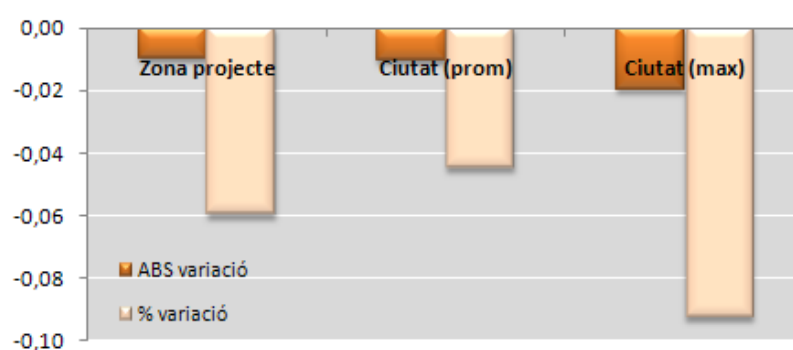 0,00
Zona projecte Ciutat (prom) Ciutat (max)
-0,02
-0,04
-0,06
ABS variació
-0,08
% variació
-0,10